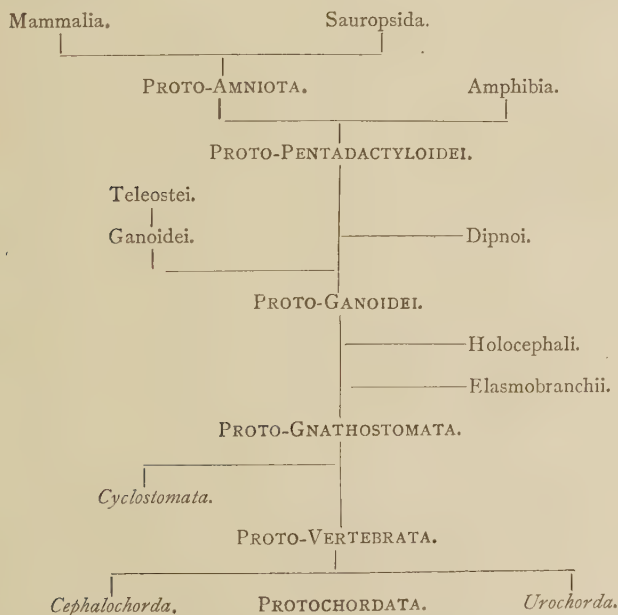 Mammalia. Sauropsida.
PROTO-AMNIOTA. Amphibia.
PROTO-PENTADACTYLOIDEI.
Teleostei.
Ganoidei. Dipnoi.
PROTO-GANOIDEI.
Holocephali.
Elasmobranchii.
PROTO-GNATHOSTOMATA.
Cyclostomata.
PROTO-VERTEBRATA.
Cephalochorda. PROTOCHORDATA. Urochorda.